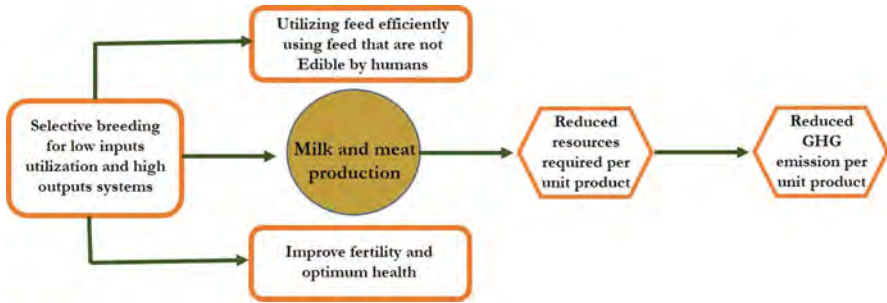 Utilizing feed efficiently
using feed that are not
Edible by humans
Selective breeding
for low inputs
utilization and high
outputs systems
Milk and meat
production
Reduced
resources
required per
unit product
Reduced
GHG
emission per
unit product
Improve fertility and
optimum health